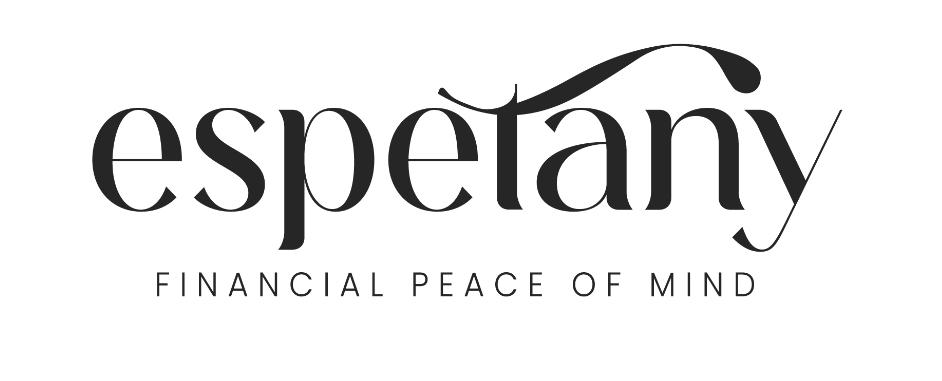 espetany
FINANCIAL PEACE OF MIND